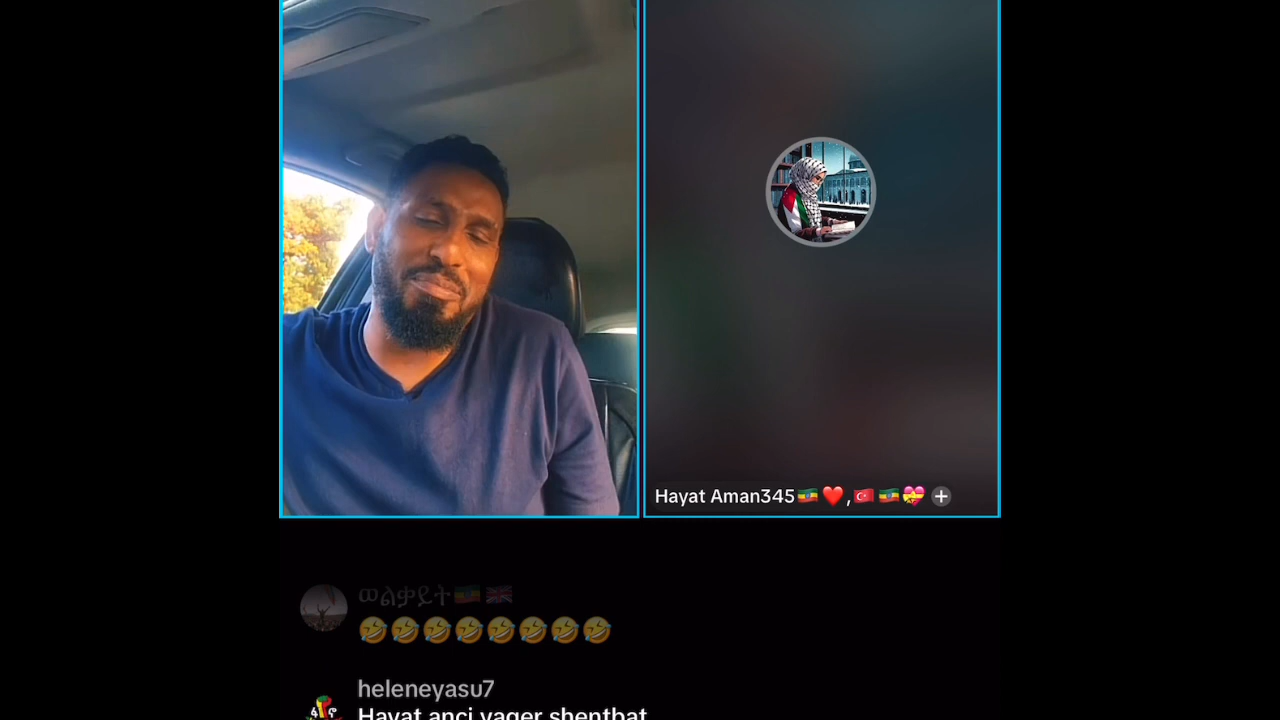 Hayat Aman345🇪🇹❤️,🇹🇷🇪🇹💝
ወልቃይት🇪🇹🇬🇧
🤣🤣🤣🤣🤣🤣🤣🤣
heleneyasu7
Hayat anci yager shentbat